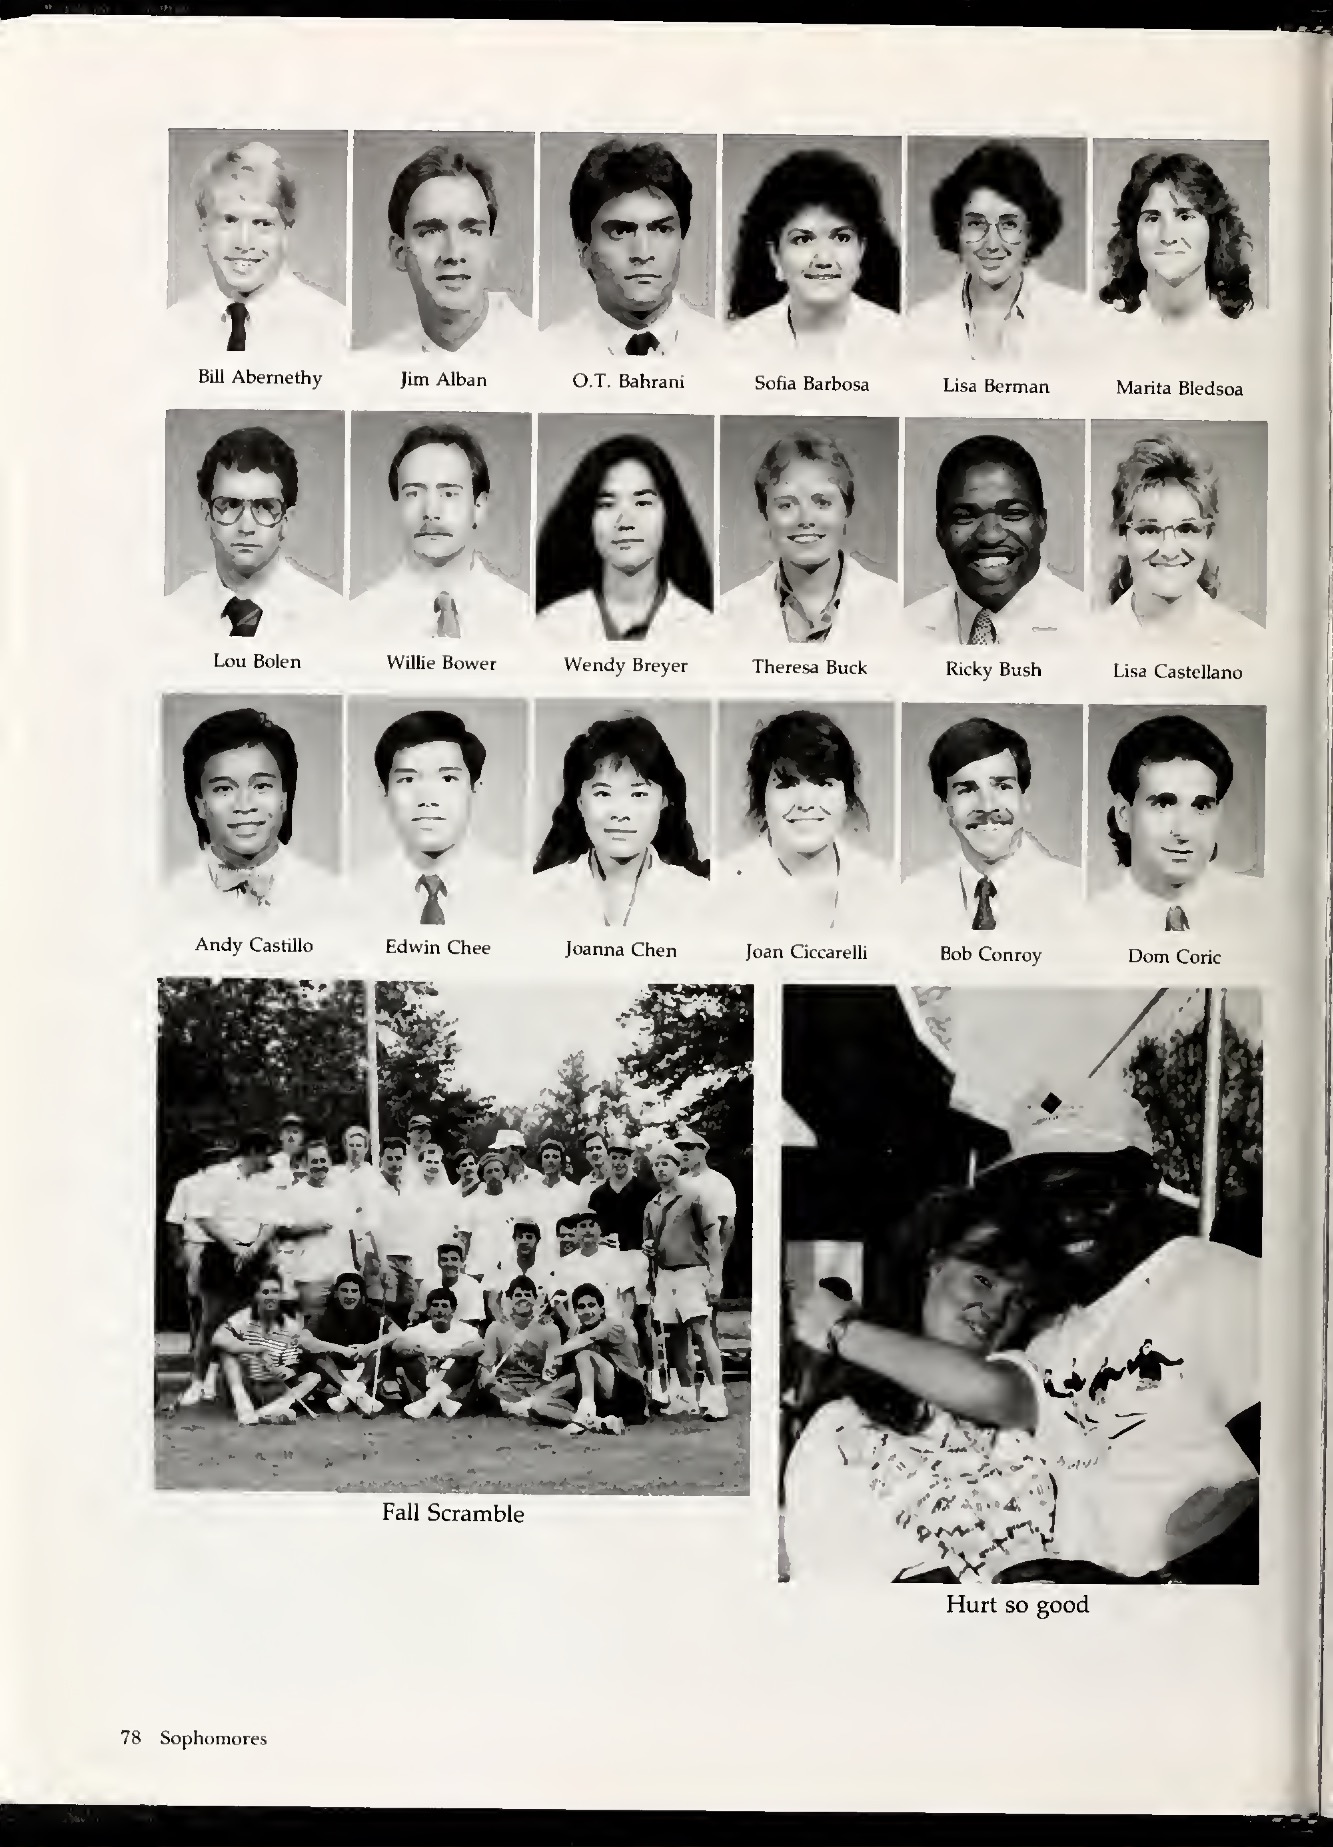 Bill Abernethy Jim Alban O.T. Bahrani Sofia Barbosa Lisa Berman Marita Bledsoa
Lou Bolen Willie Bower Wendy Breyer Theresa Buck Ricky Bush Lisa Castellano
Andy Castillo Edwin Chee Joanna Chen Joan Ciccarelli Bob Conroy Dom Coric
Fall Scramble
Hurt so good
78 Sophomores